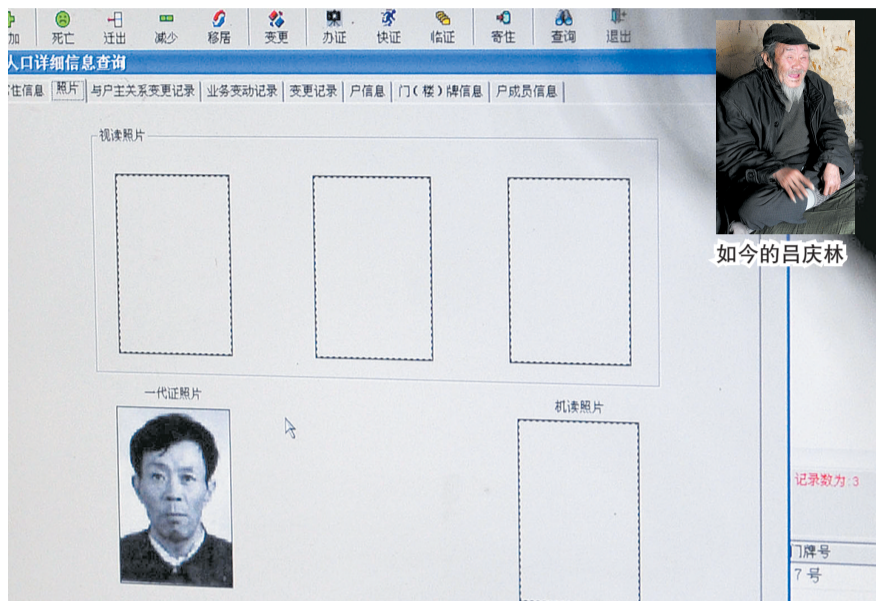 加 死亡 迁出 减少 移居 变更 办证 快证 临证 寄住 查询 退出
人口详细信息查询
住信息 照片 与户主关系变更记录 业务变动记录 变更记录 户信息 门(楼)牌信息 户成员信息
视读照片
如今的吕庆林
一代证照片
机读照片
记录数为:3
门牌号
7号